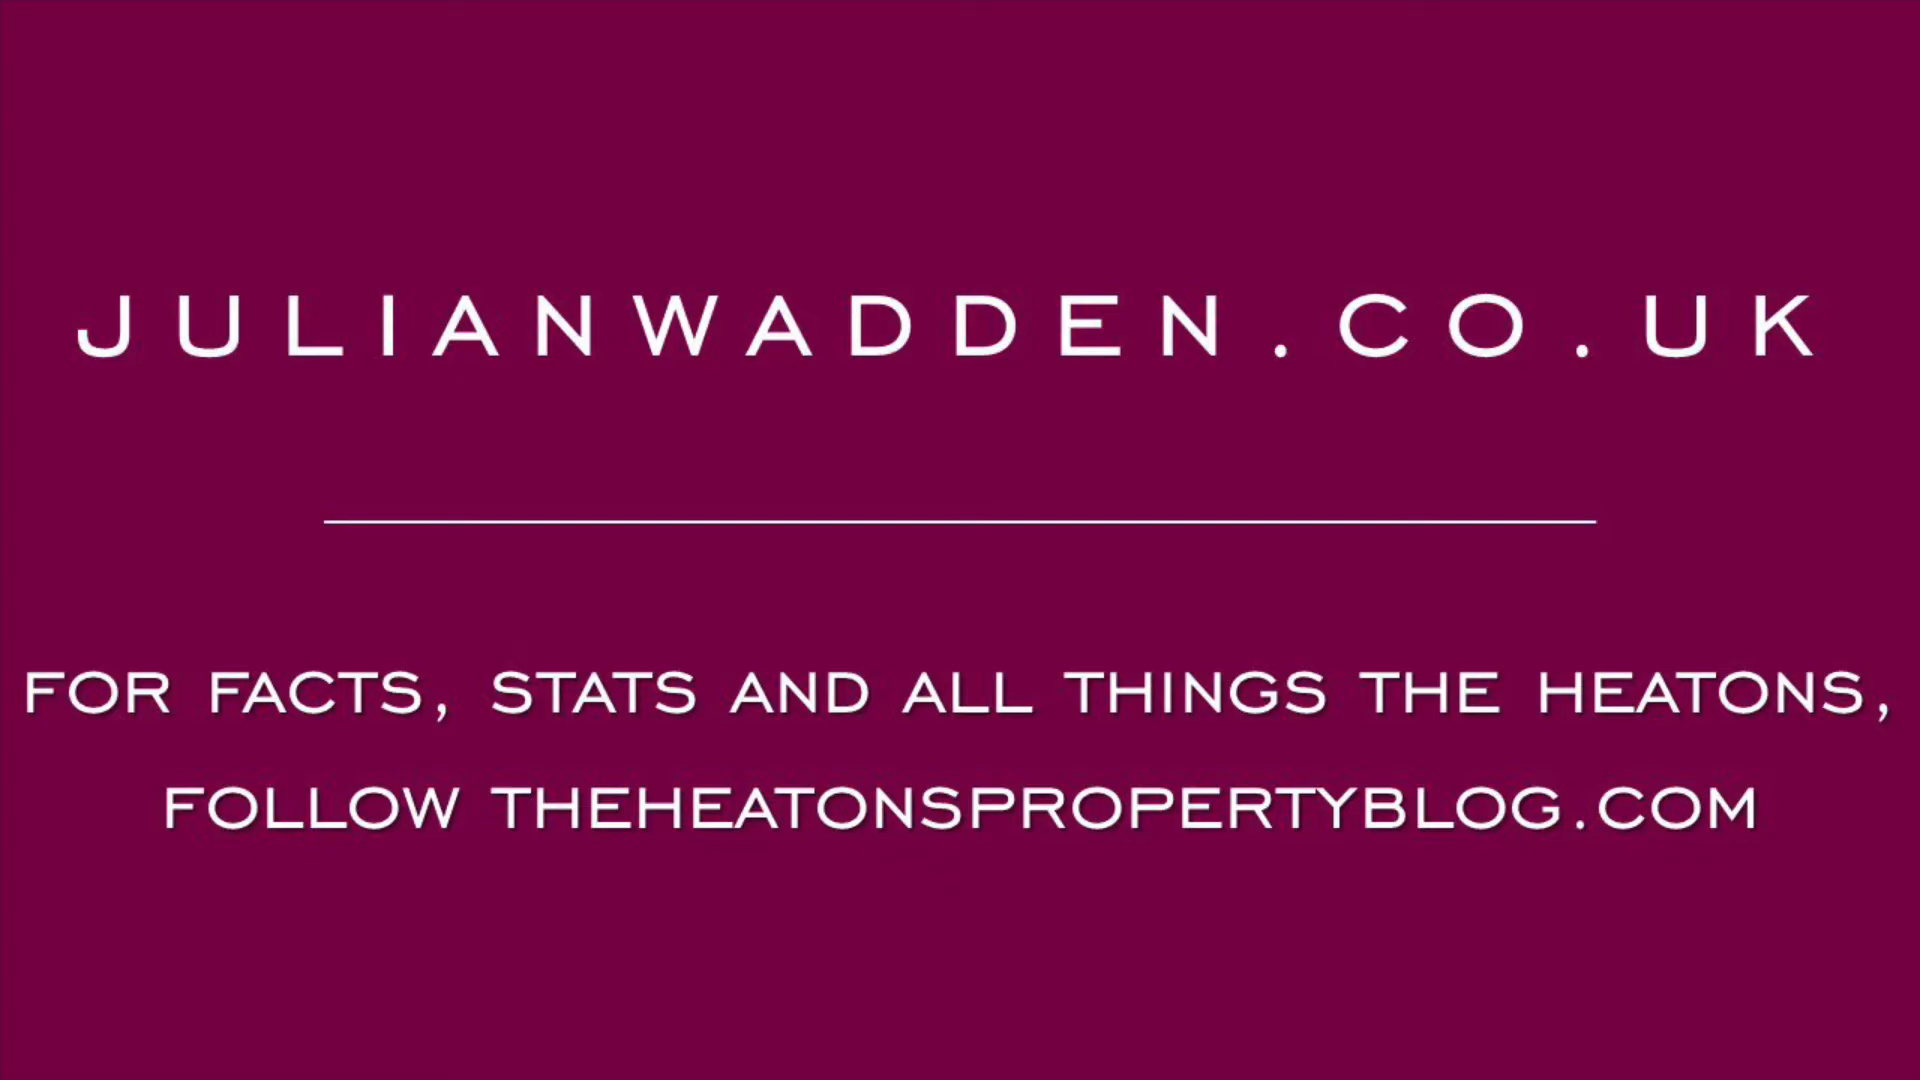 JULIANWADDEN.CO.UK
FOR FACTS, STATS AND ALL THINGS THE HEATONS,
FOLLOW THEHEATONSPROPERTYBLOG.COM